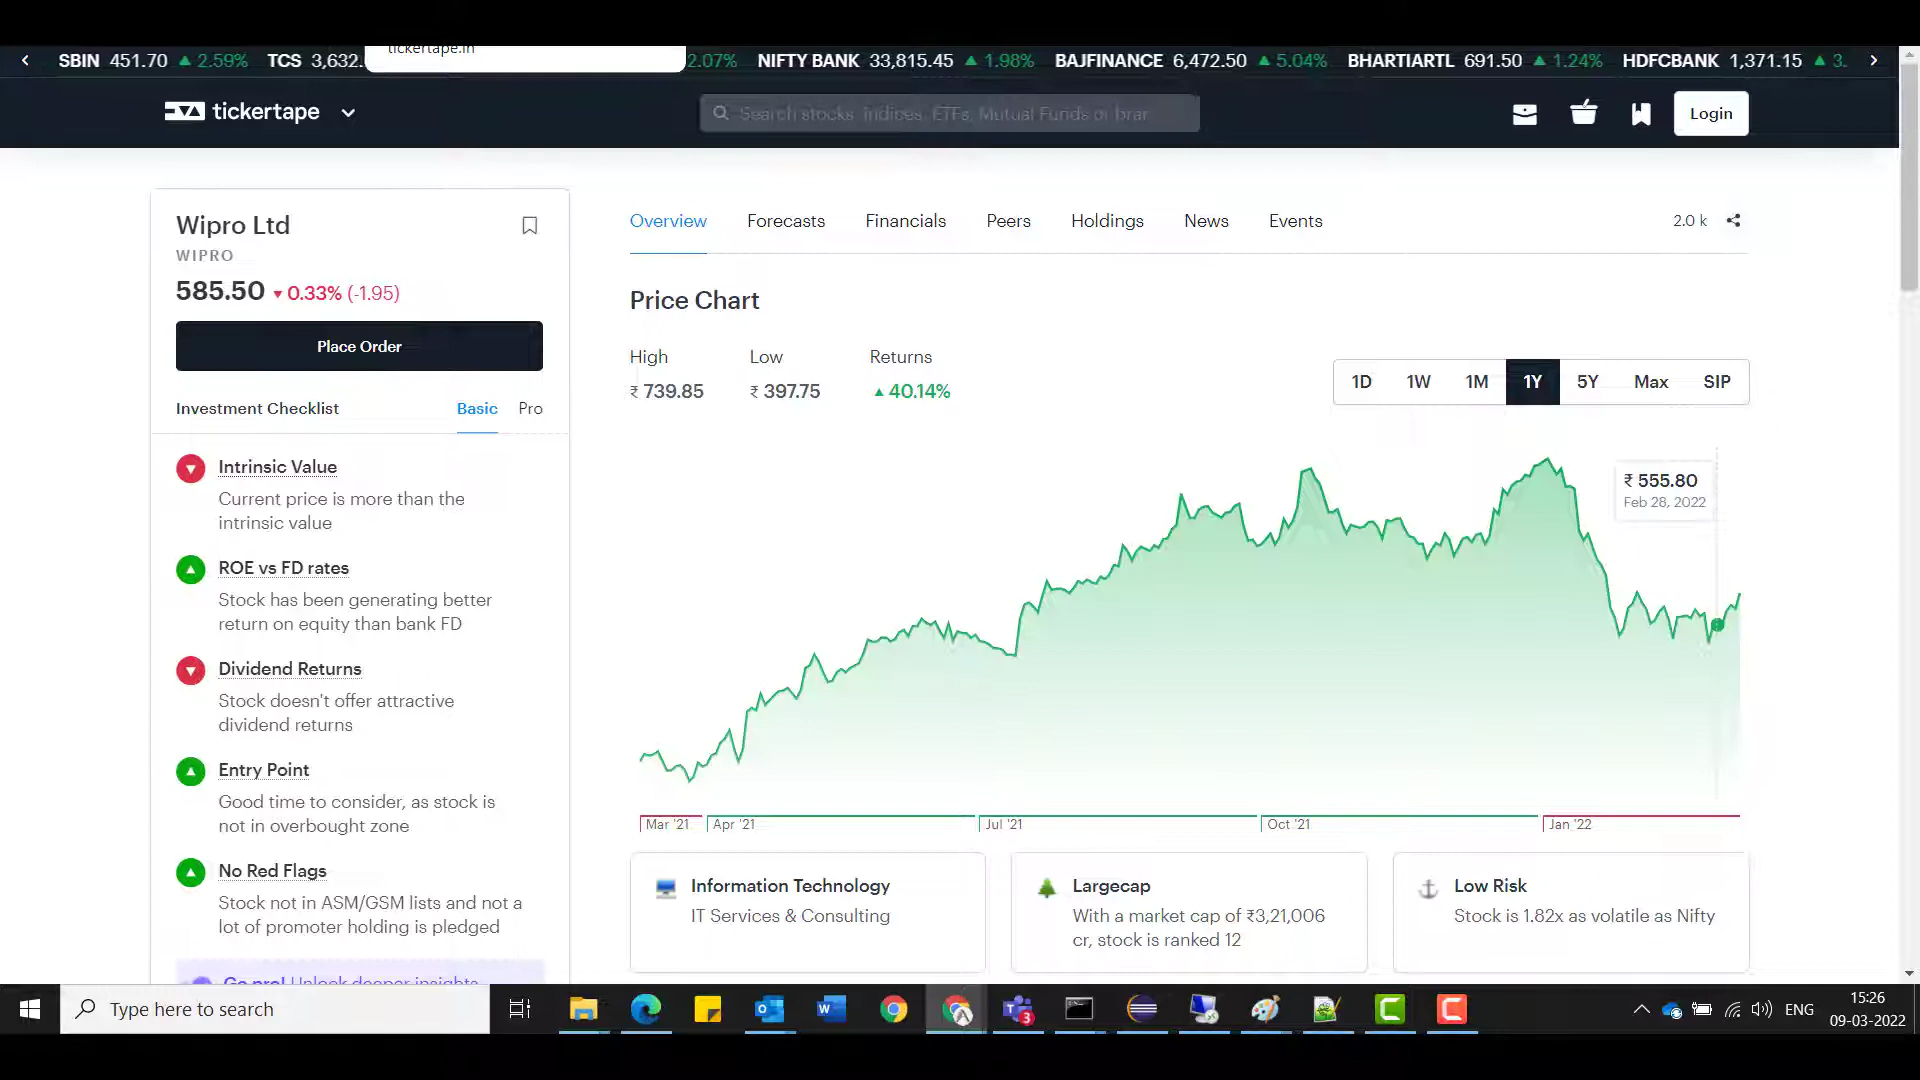 tickertape.in
SBIN 451.70 2.59% TCS 3,632. 2.07% NIFTY BANK 33,815.45 1.98% BAJFINANCE 6,472.50 5.04% BHARTIARTL 691.50 1.24% HDFCBANK 1,371.15 3.
tickertape
Search stocks, indices, ETFs, Mutual Funds or brar
Login
Wipro Ltd
WIPRO
585.50 0.33% (-1.95)
Place Order
Investment Checklist Basic Pro
Intrinsic Value
Current price is more than the
intrinsic value
ROE vs FD rates
Stock has been generating better
return on equity than bank FD
Dividend Returns
Stock doesn't offer attractive
dividend returns
Entry Point
Good time to consider, as stock is
not in overbought zone
No Red Flags
Stock not in ASM/GSM lists and not a
lot of promoter holding is pledged
Go pro! Unlock deeper insights
Overview Forecasts Financials Peers Holdings News Events 2.0 k
Price Chart
High Low Returns
₹ 739.85 ₹ 397.75 40.14%
1D 1W 1M 1Y 5Y Max SIP
₹ 555.80
Feb 28, 2022
Mar '21 Apr '21 Jul '21 Oct '21 Jan '22
Information Technology
IT Services & Consulting
Largecap
With a market cap of ₹3,21,006
cr, stock is ranked 12
Low Risk
Stock is 1.82x as volatile as Nifty
Type here to search
3
ENG
15:26
09-03-2022